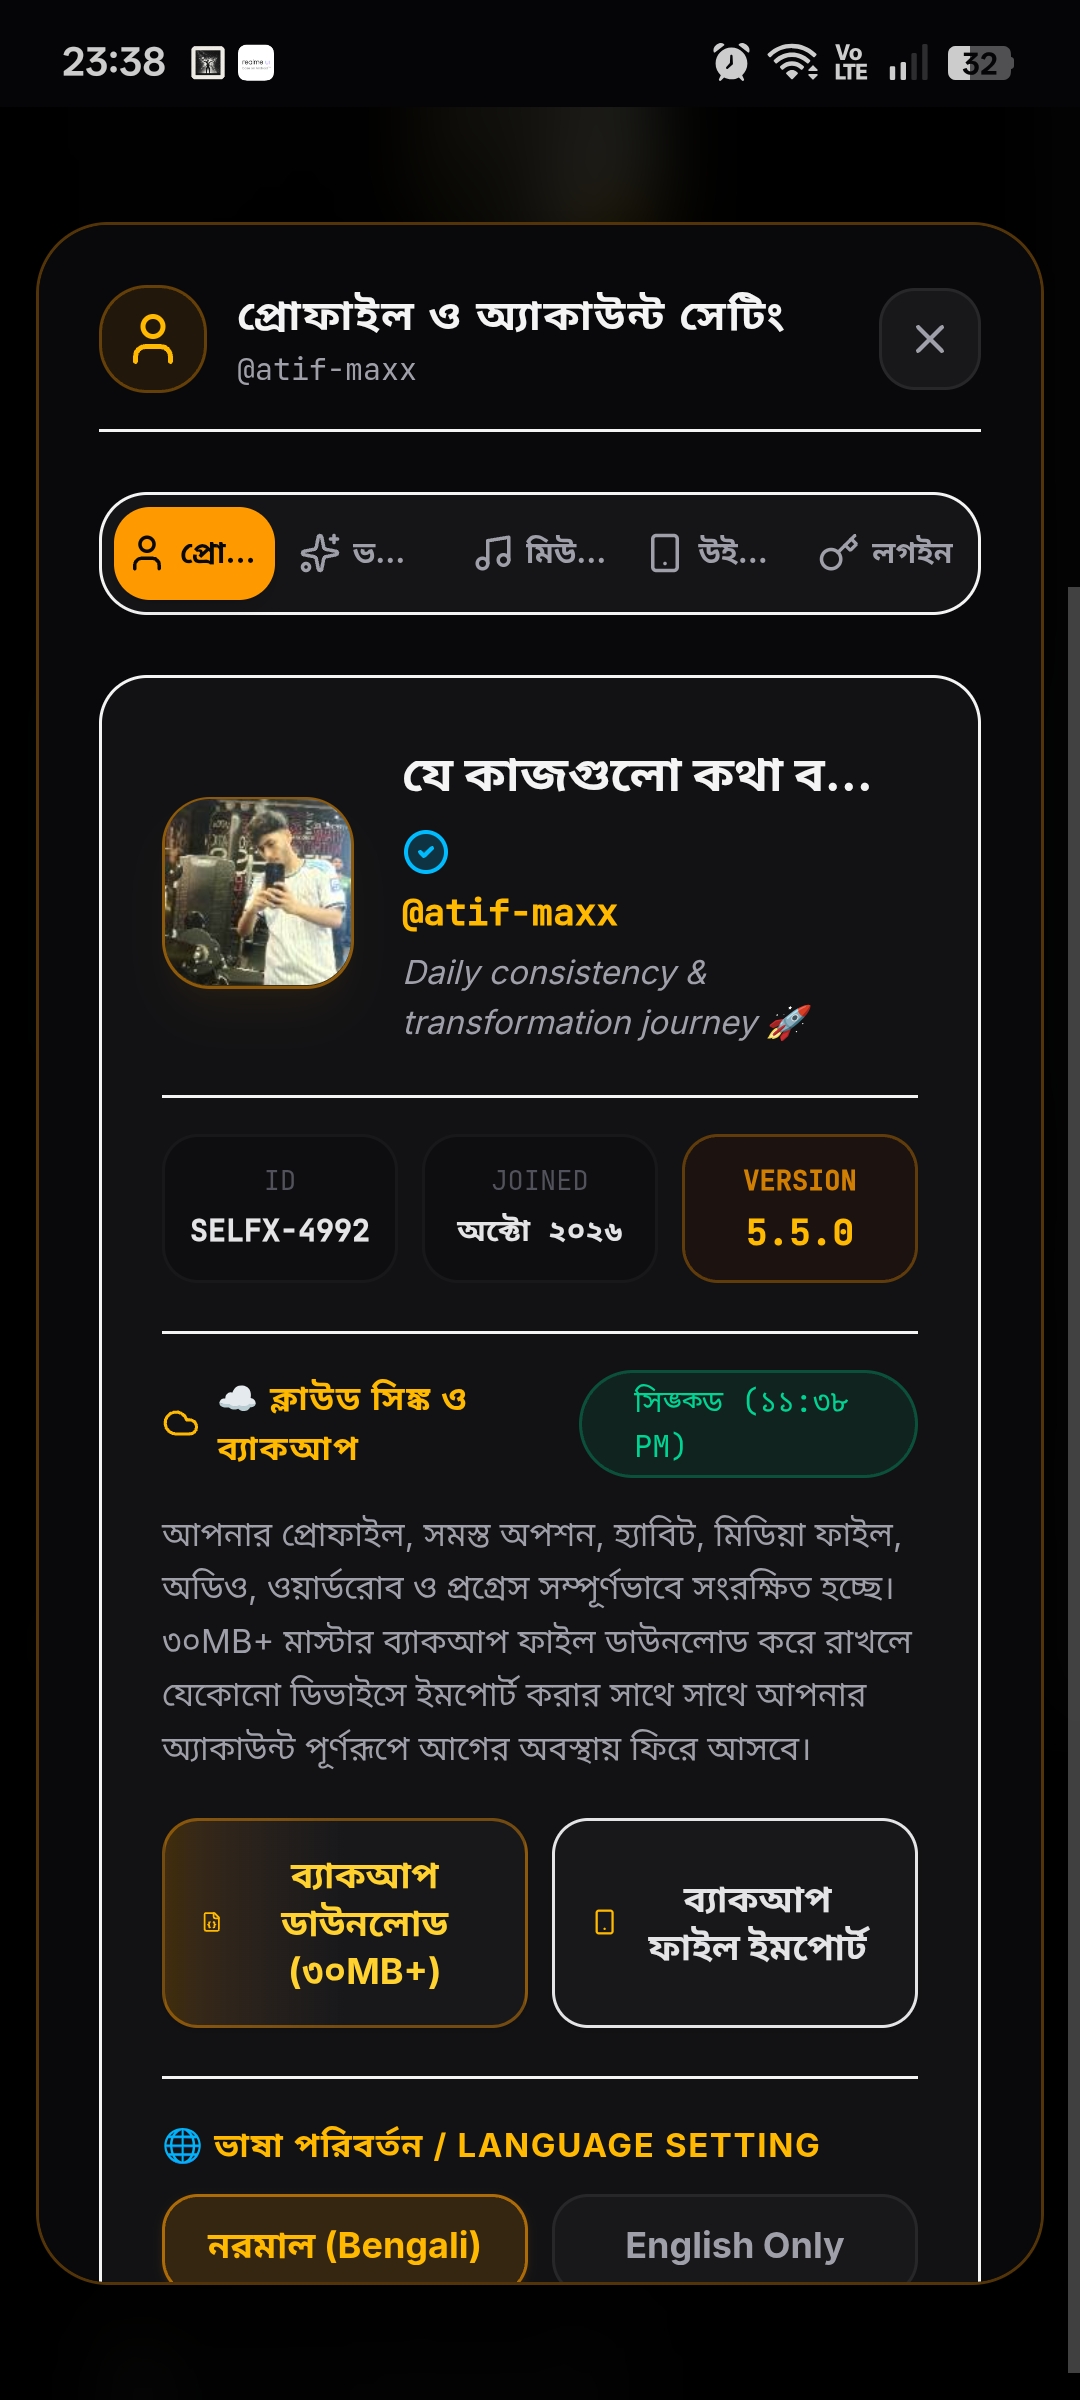 23:38
Vo
LTE
32
প্রোফাইল ও অ্যাকাউন্ট সেটিং
@atif-maxx
প্রো... ভ... মিউ... উই... লগইন
যে কাজগুলো কথা ব...
@atif-maxx
Daily consistency &
transformation journey 🚀
ID JOINED VERSION
SELFX-4992 অক্টো ২০২৬ 5.5.0
☁️ ক্লাউড সিঙ্ক ও
ব্যাকআপ
সিঙ্কড (১১:৩৮
PM)
আপনার প্রোফাইল, সমস্ত অপশন, হ্যাবিট, মিডিয়া ফাইল,
অডিও, ওয়ার্ডরোব ও প্রগ্রেস সম্পূর্ণভাবে সংরক্ষিত হচ্ছে।
৩০MB+ মাস্টার ব্যাকআপ ফাইল ডাউনলোড করে রাখলে
যেকোনো ডিভাইসে ইমপোর্ট করার সাথে সাথে আপনার
অ্যাকাউন্ট পূর্ণরূপে আগের অবস্থায় ফিরে আসবে।
ব্যাকআপ
ডাউনলোড
(৩০MB+)
ব্যাকআপ
ফাইল ইমপোর্ট
🌐 ভাষা পরিবর্তন / LANGUAGE SETTING
নরমাল (Bengali) English Only